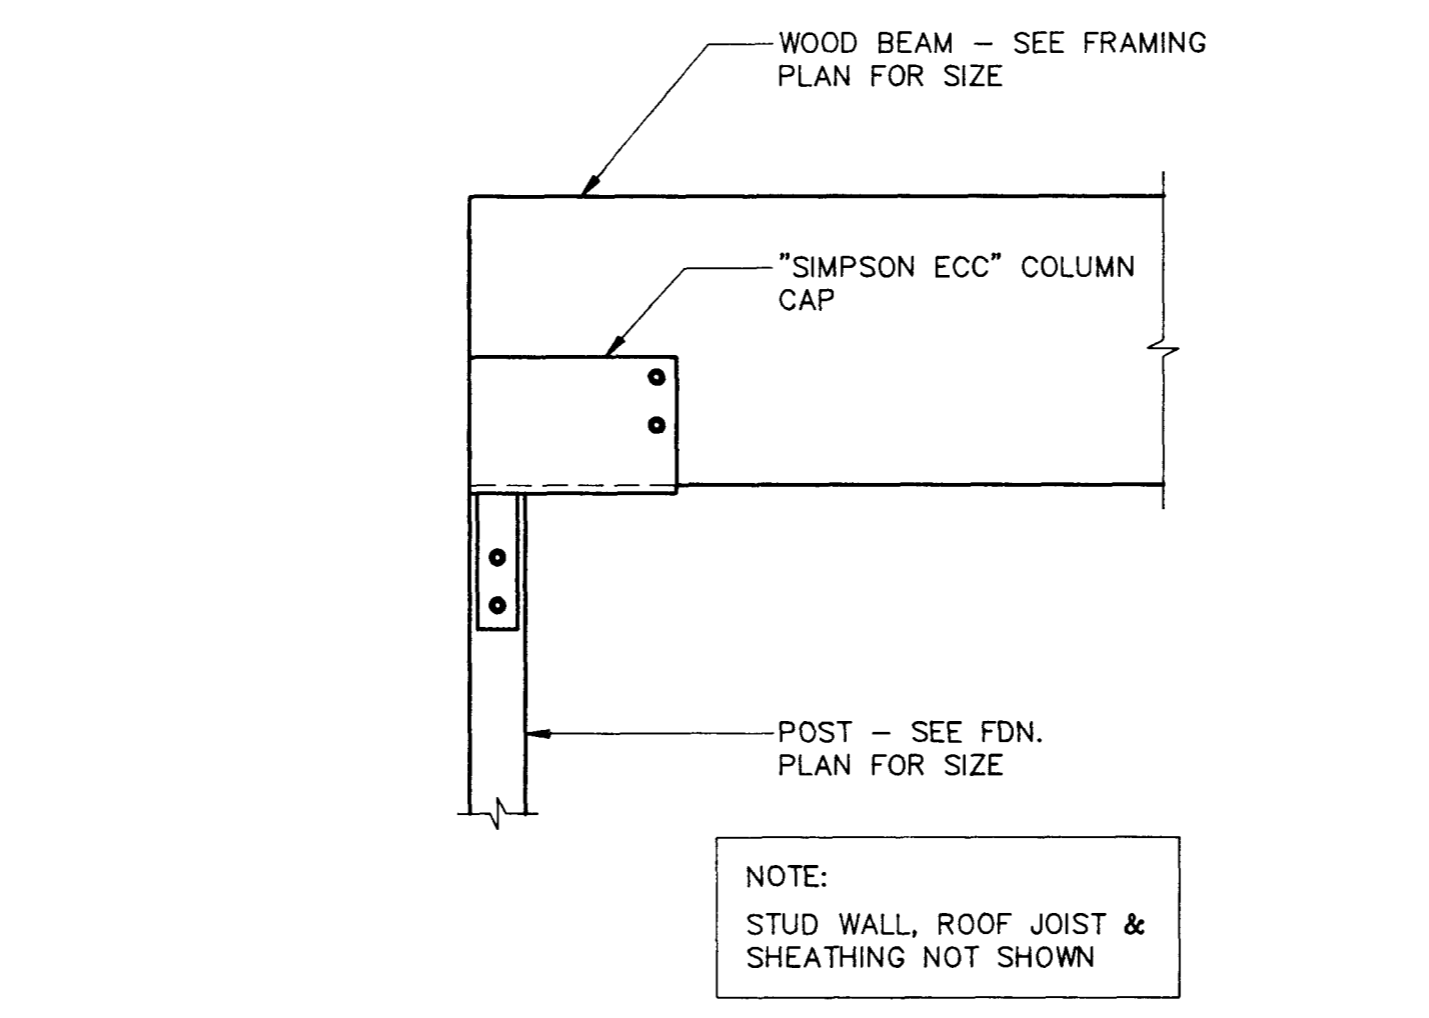 WOOD BEAM – SEE FRAMING
PLAN FOR SIZE
"SIMPSON ECC" COLUMN
CAP
POST – SEE FDN.
PLAN FOR SIZE
NOTE:
STUD WALL, ROOF JOIST &
SHEATHING NOT SHOWN